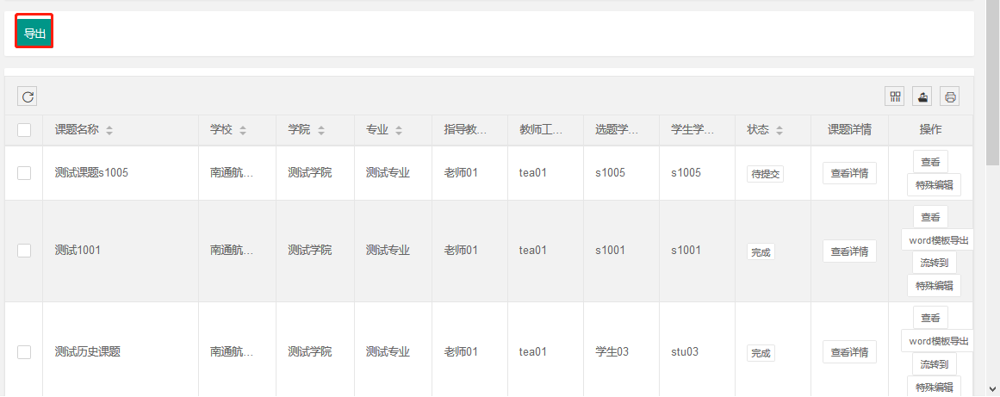 导出
课题名称 学校 学院 专业 指导教... 教师工... 选题学... 学生学... 状态 课题详情 操作
测试课题s1005 南通航... 测试学院 测试专业 老师01 tea01 s1005 s1005 待提交 查看详情 查看
特殊编辑
测试1001 南通航... 测试学院 测试专业 老师01 tea01 s1001 s1001 完成 查看详情 查看
word模板导出
流转到
特殊编辑
测试历史课题 南通航... 测试学院 测试专业 老师01 tea01 学生03 stu03 完成 查看详情 查看
word模板导出
流转到
特殊编辑